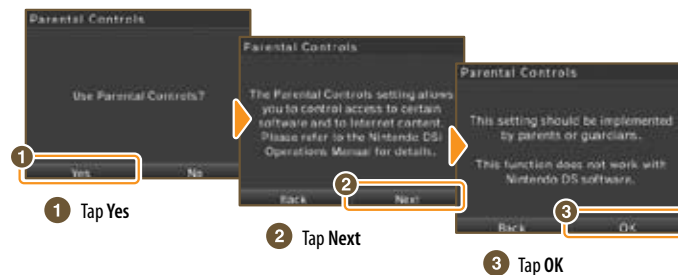 Parental Controls
Use Parental Controls?
1
Yes No
1 Tap Yes
Parental Controls
The Parental Controls setting allows
you to control access to certain
software and to Internet content.
Please refer to the Nintendo DSi
Operations Manual for details.
2
Back Next
2 Tap Next
Parental Controls
This setting should be implemented
by parents or guardians.
This function does not work with
Nintendo DS software.
3
Back OK
3 Tap OK